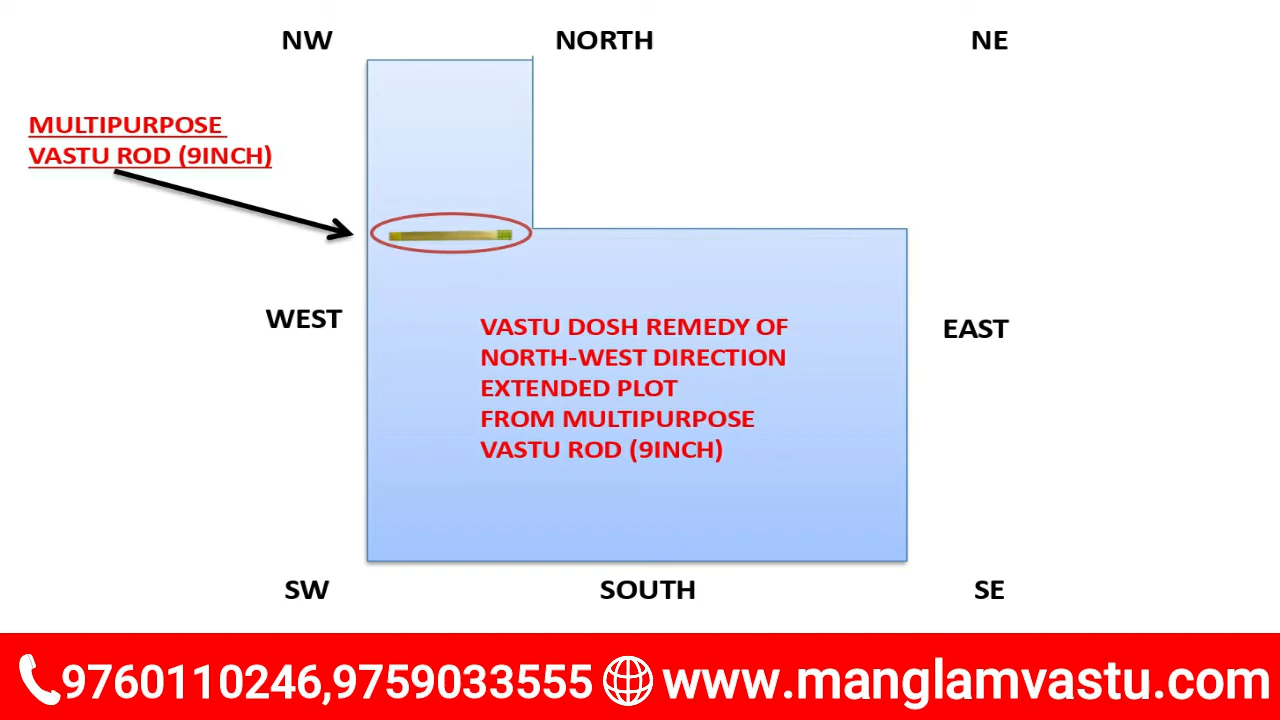 NW
NORTH
NE
MULTIPURPOSE
VASTU ROD (9INCH)
WEST
VASTU DOSH REMEDY OF
NORTH-WEST DIRECTION
EXTENDED PLOT
FROM MULTIPURPOSE
VASTU ROD (9INCH)
EAST
SW
SOUTH
SE
9760110246,9759033555
www.manglamvastu.com